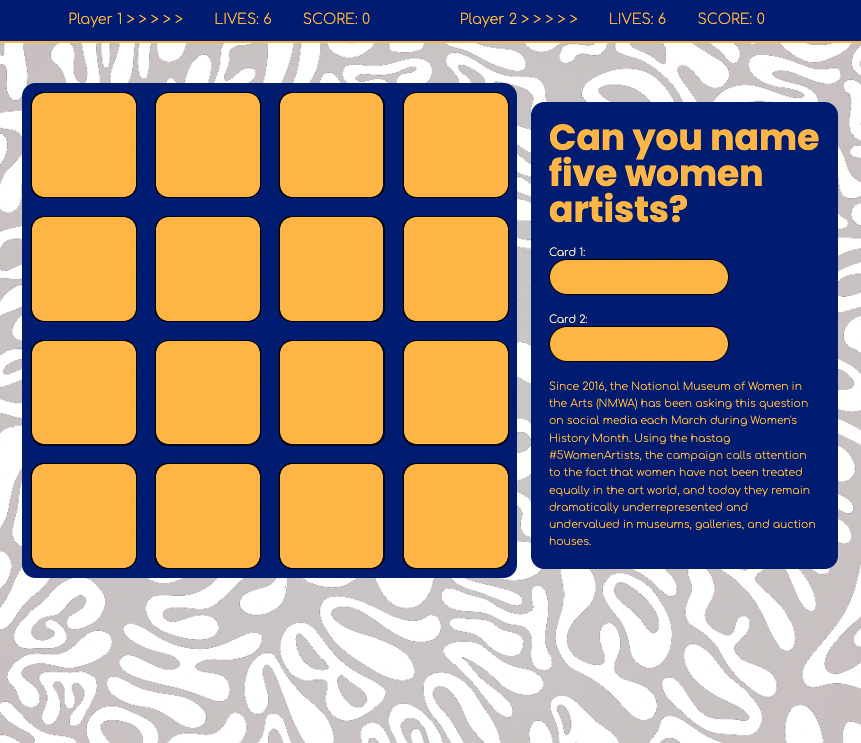 Player 1 > > > > > LIVES: 6 SCORE: 0 Player 2 > > > > > LIVES: 6 SCORE: 0
Can you name
five women
artists?
Card 1:
Card 2:
Since 2016, the National Museum of Women in
the Arts (NMWA) has been asking this question
on social media each March during Women's
History Month. Using the hastag
#5WomenArtists, the campaign calls attention
to the fact that women have not been treated
equally in the art world, and today they remain
dramatically underrepresented and
undervalued in museums, galleries, and auction
houses.